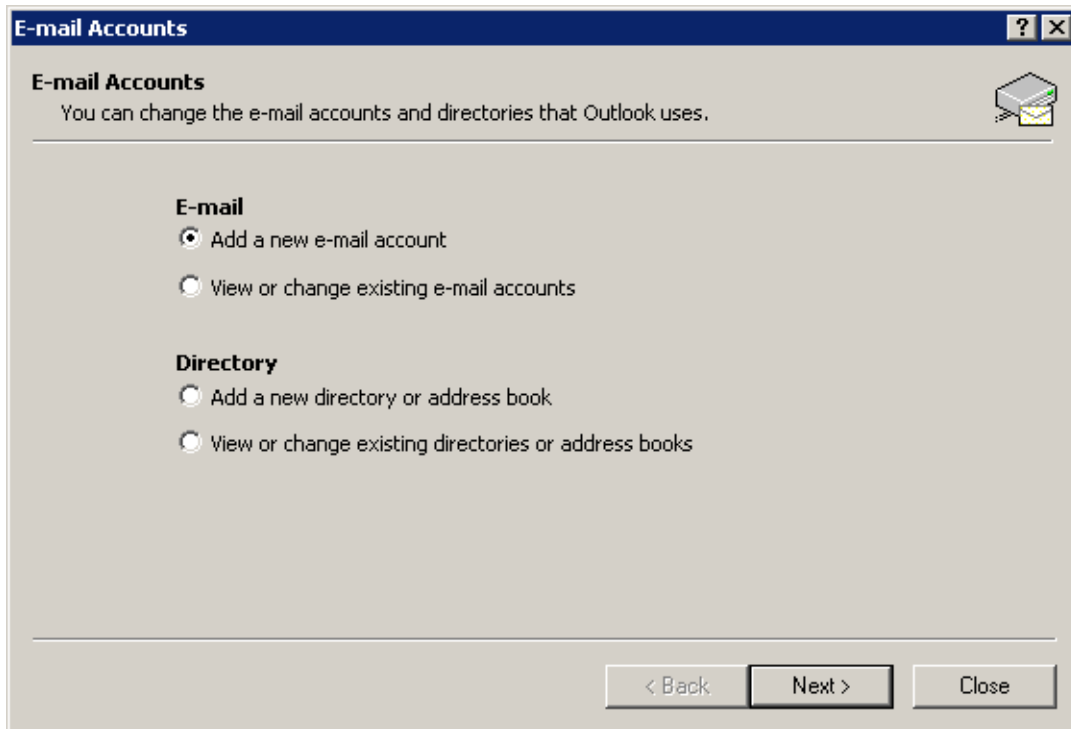 E-mail Accounts
E-mail Accounts
You can change the e-mail accounts and directories that Outlook uses.
E-mail
Add a new e-mail account
View or change existing e-mail accounts
Directory
Add a new directory or address book
View or change existing directories or address books
< Back Next > Close